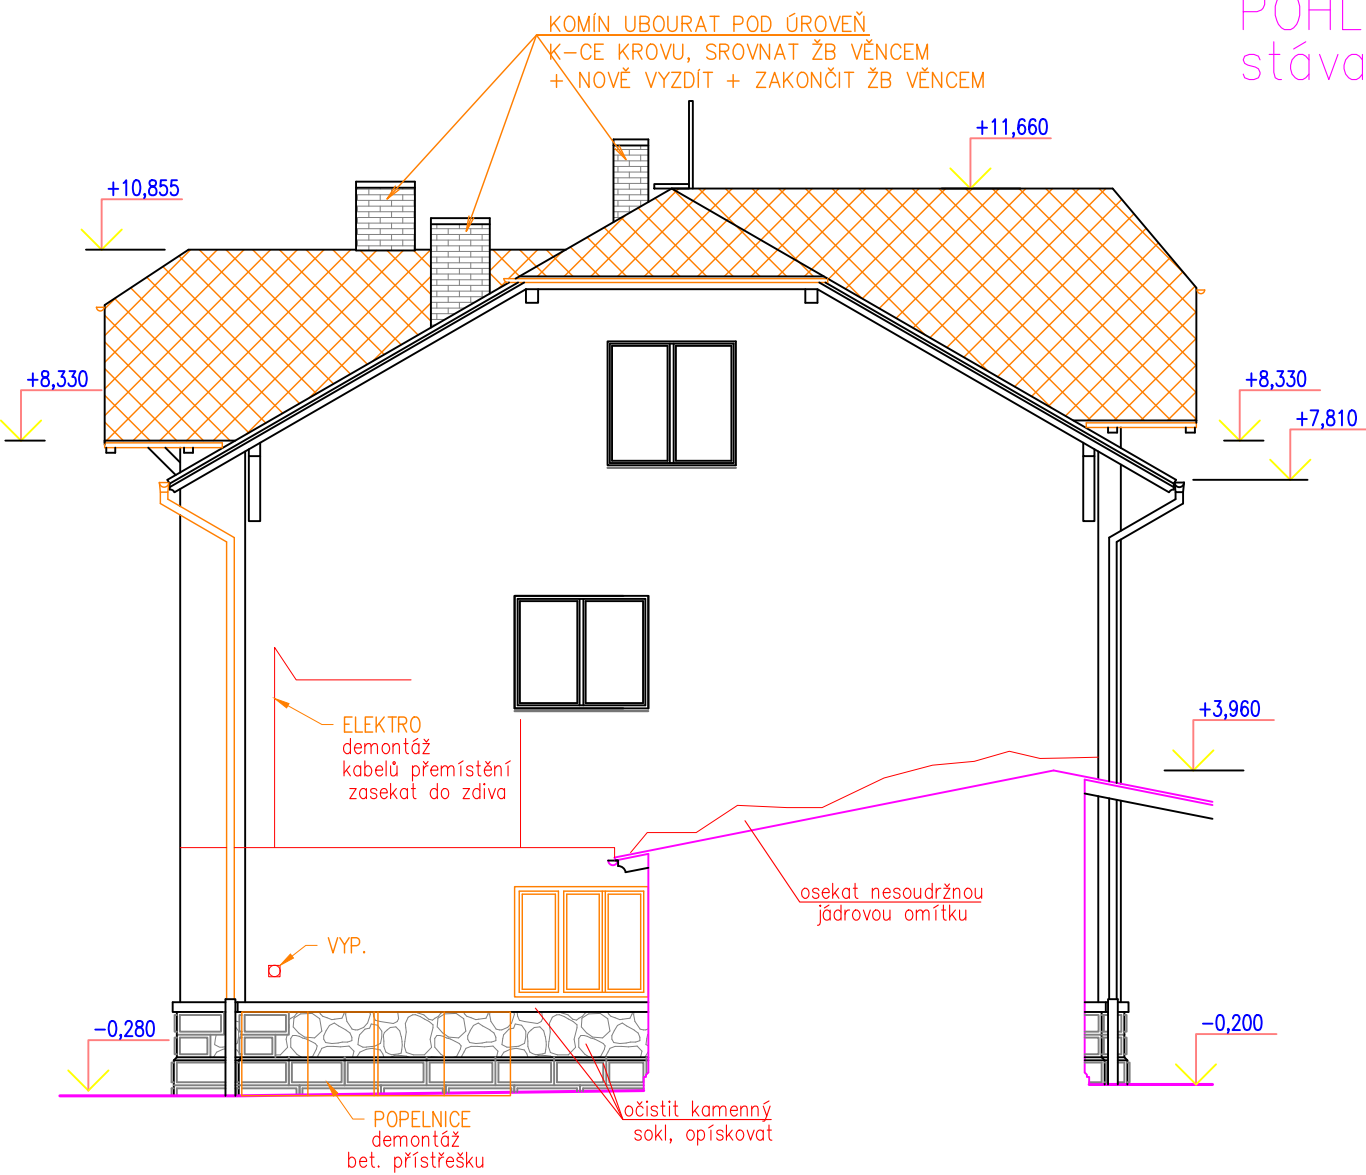 KOMÍN UBOURAT POD ÚROVEŇ
K-CE KROVU, SROVNAT ŽB VĚNCEM
+ NOVĚ VYZDÍT + ZAKONČIT ŽB VĚNCEM
POHL
stáva
+11,660
+10,855
+8,330
+8,330
+7,810
+3,960
ELEKTRO
demontáž
kabelů přemístění
zasekat do zdiva
osekat nesoudržnou
jádrovou omítku
VYP.
-0,280
-0,200
POPELNICE
demontáž
bet. přístřešku
očistit kamenný
sokl, opískovat